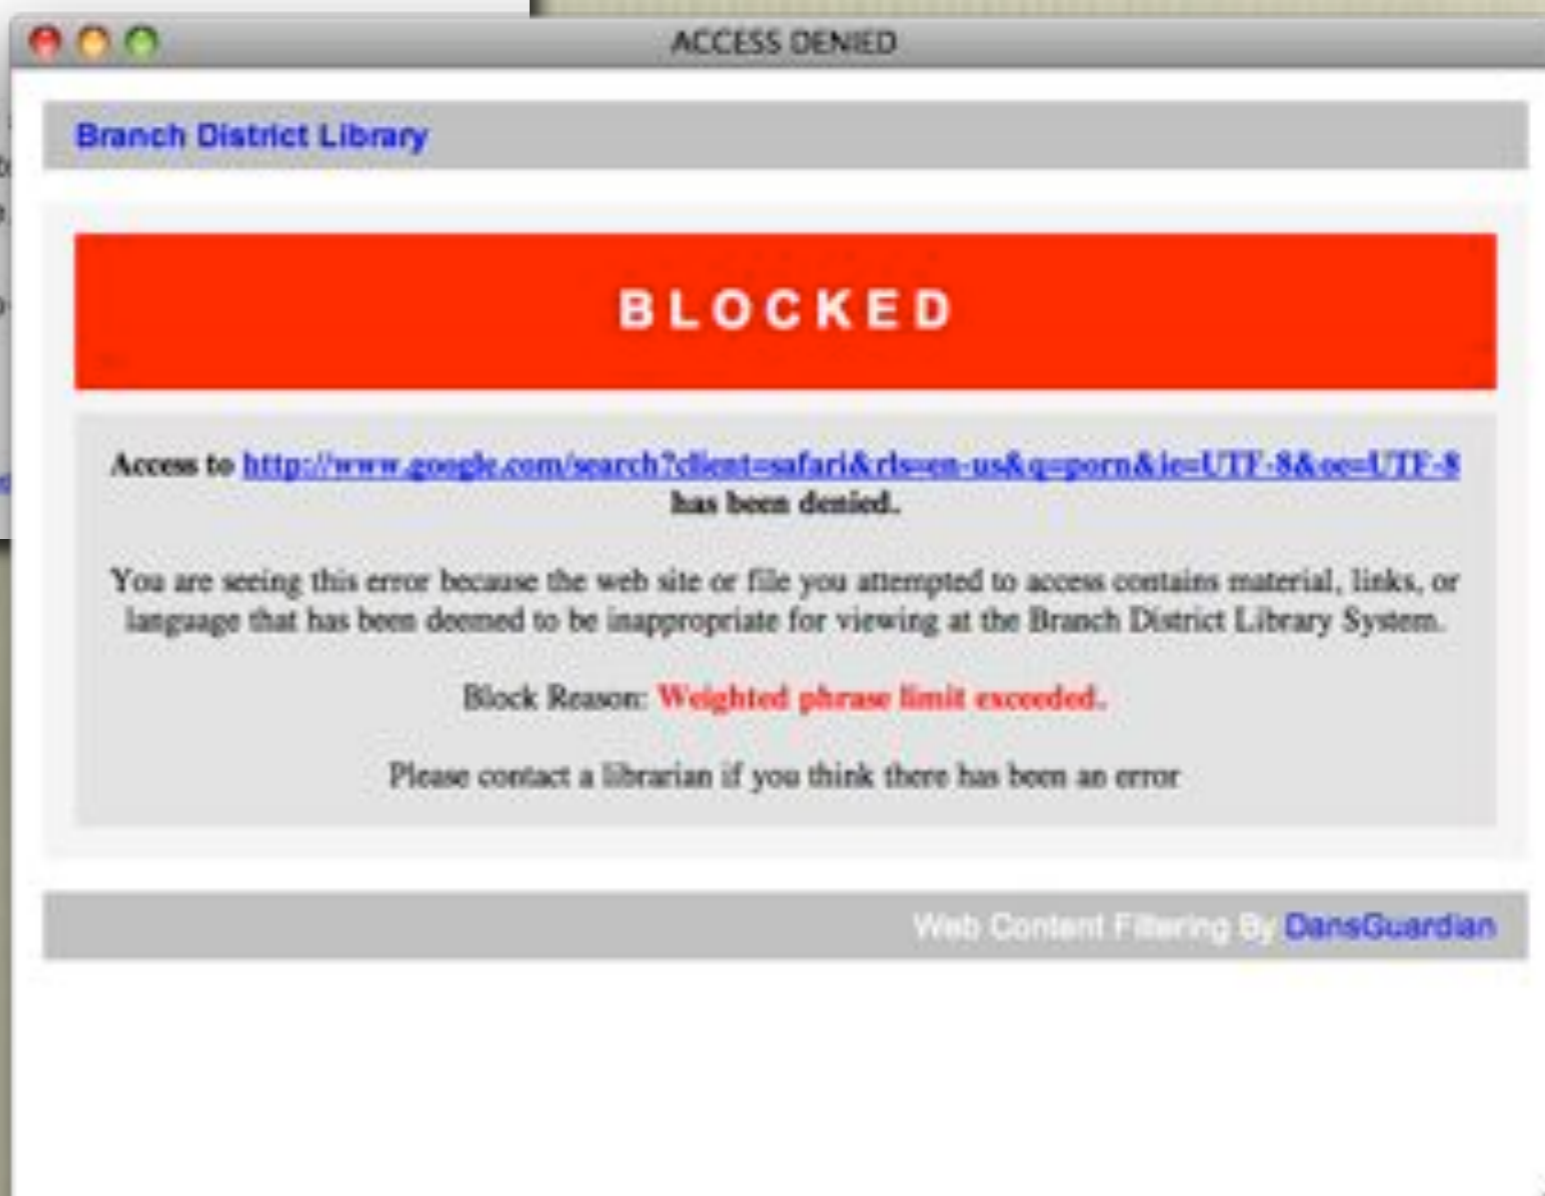 ACCESS DENIED
Branch District Library
BLOCKED
Access to http://www.google.com/search?client=safari&rls=en-us&q=porn&ie=UTF-8&oe=UTF-8
has been denied.
You are seeing this error because the web site or file you attempted to access contains material, links, or
language that has been deemed to be inappropriate for viewing at the Branch District Library System.
Block Reason: Weighted phrase limit exceeded.
Please contact a librarian if you think there has been an error
Web Content Filtering By DansGuardian